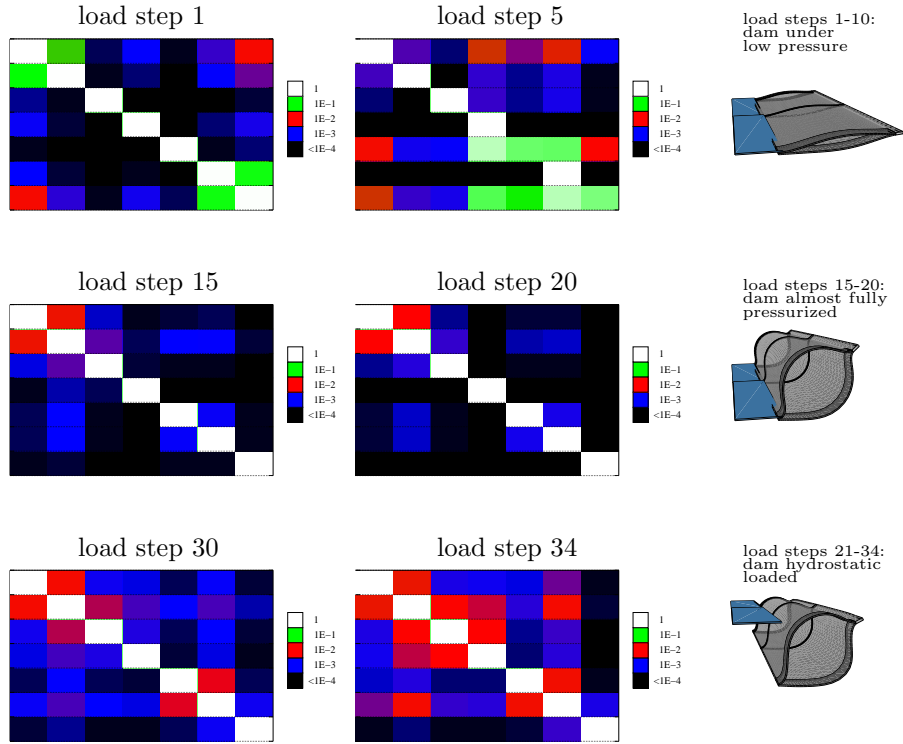 load step 1
load step 5
load steps 1-10:
dam under
low pressure
1
1E−1
1E−2
1E−3
<1E−4
1
1E−1
1E−2
1E−3
<1E−4
load step 15
load step 20
load steps 15-20:
dam almost fully
pressurized
1
1E−1
1E−2
1E−3
<1E−4
1
1E−1
1E−2
1E−3
<1E−4
load step 30
load step 34
load steps 21-34:
dam hydrostatic
loaded
1
1E−1
1E−2
1E−3
<1E−4
1
1E−1
1E−2
1E−3
<1E−4